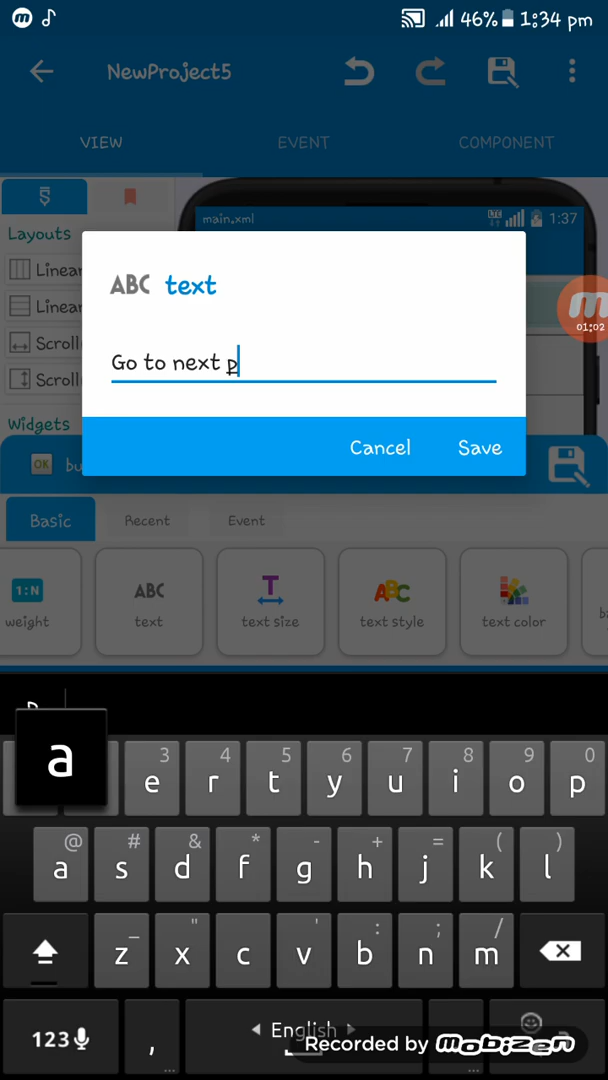 46% 1:34 pm
NewProject5
VIEW EVENT COMPONENT
main.xml LTE 1:37
Layouts
Linear
Linear
Scroll
Scroll
Widgets
ABC text
Go to next p
Cancel Save
01:02
OK bu
Basic Recent Event
1:N ABC T ABC
weight text text size text style text color
a
3 4 5 6 7 8 9 0
e r t y u i o p
@ # & * - + = ( )
a s d f g h j k l
_ " ' : ; /
z x c v b n m
123 , English
Recorded by mobizen